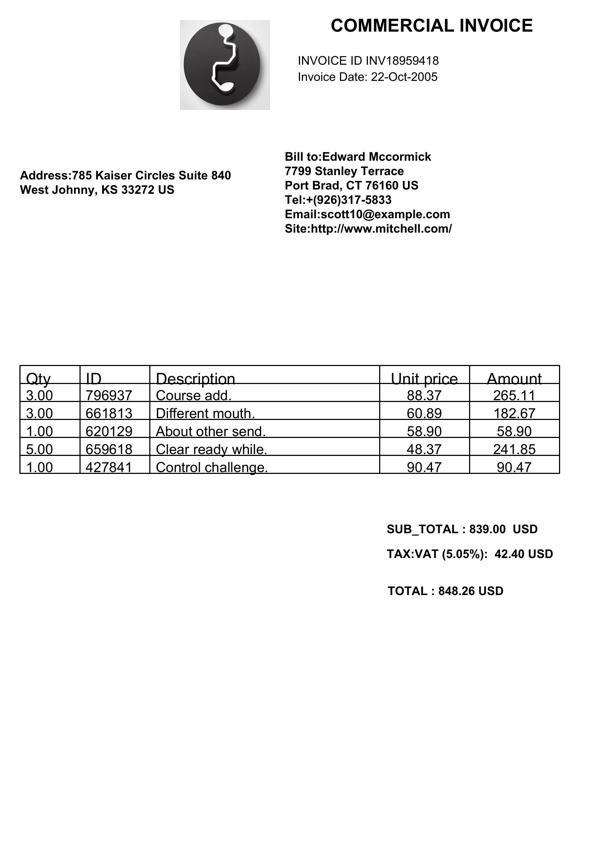 COMMERCIAL INVOICE
INVOICE ID INV18959418
Invoice Date: 22-Oct-2005
Address:785 Kaiser Circles Suite 840
West Johnny, KS 33272 US
Bill to:Edward Mccormick
7799 Stanley Terrace
Port Brad, CT 76160 US
Tel:+(926)317-5833
Email:scott10@example.com
Site:http://www.mitchell.com/
Qty ID Description Unit price Amount
3.00 796937 Course add. 88.37 265.11
3.00 661813 Different mouth. 60.89 182.67
1.00 620129 About other send. 58.90 58.90
5.00 659618 Clear ready while. 48.37 241.85
1.00 427841 Control challenge. 90.47 90.47
SUB_TOTAL : 839.00 USD
TAX:VAT (5.05%): 42.40 USD
TOTAL : 848.26 USD